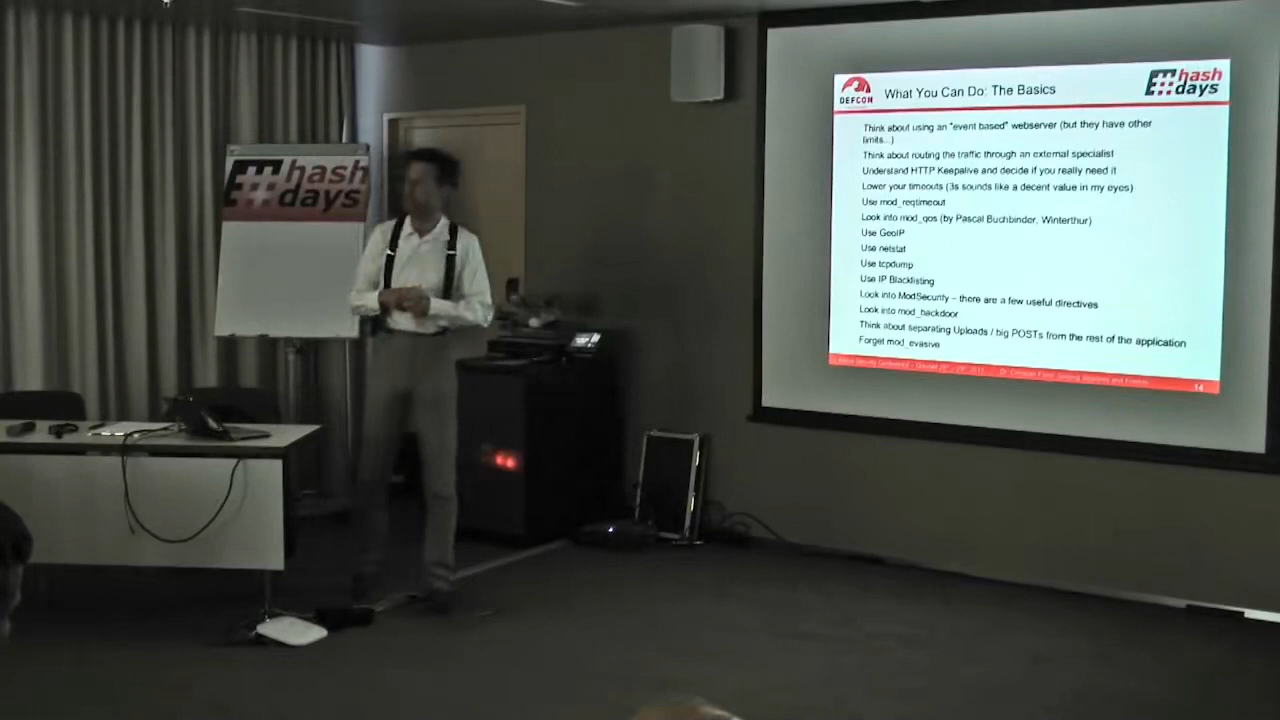 hash
days
DEFCON
What You Can Do: The Basics
hash
days
Think about using an "event based" webserver (but they have other
limits...)
Think about routing the traffic through an external specialist
Understand HTTP Keepalive and decide if you really need it
Lower your timeouts (3s sounds like a decent value in my eyes)
Use mod_reqtimeout
Look into mod_qos (by Pascal Buchbinder, Winterthur)
Use GeoIP
Use netstat
Use tcpdump
Use IP Blacklisting
Look into ModSecurity – there are a few useful directives
Look into mod_backdoor
Think about separating Uploads / big POSTs from the rest of the application
Forget mod_evasive
Security Conference – October
14